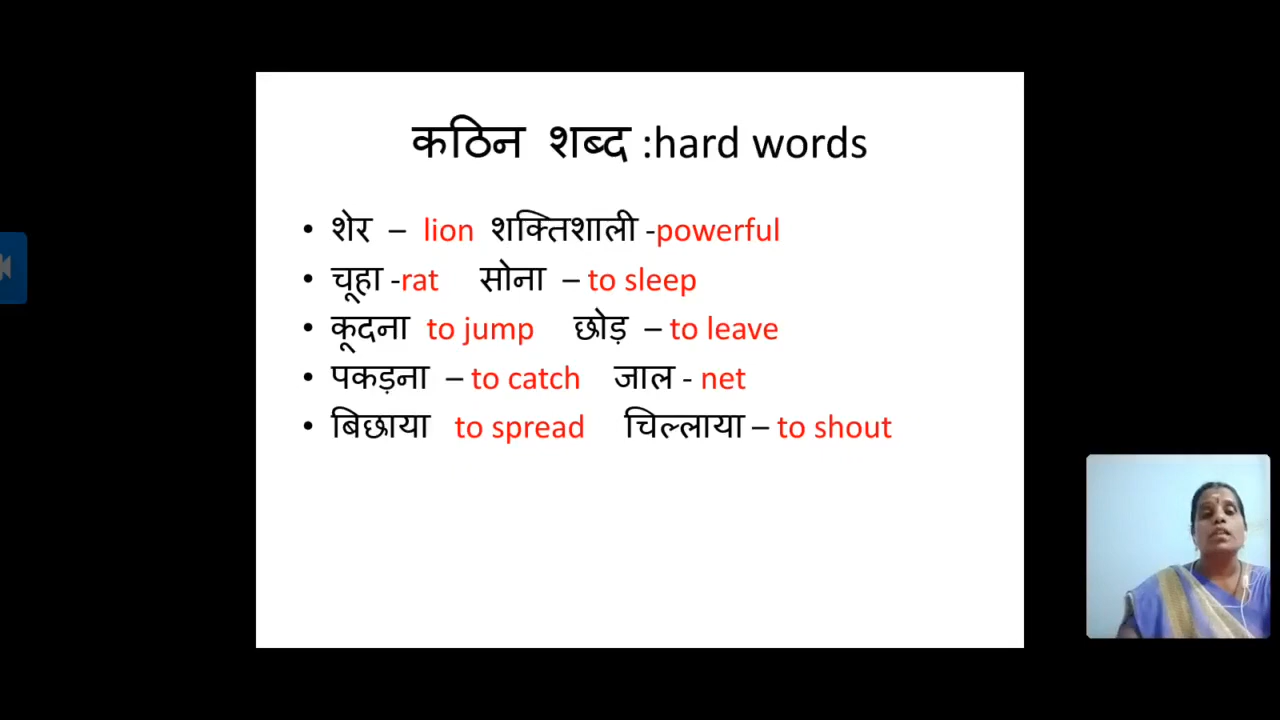 कठिन शब्द :hard words
• शेर – lion शक्तिशाली -powerful
• चूहा -rat सोना – to sleep
• कूदना to jump छोड़ – to leave
• पकड़ना – to catch जाल - net
• बिछाया to spread चिल्लाया – to shout